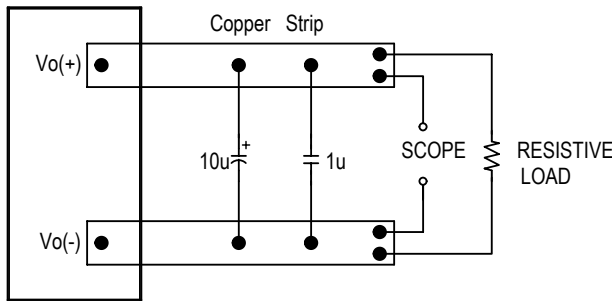 Copper Strip
Vo(+)
+
10u
1u
SCOPE
RESISTIVE
LOAD
Vo(-)